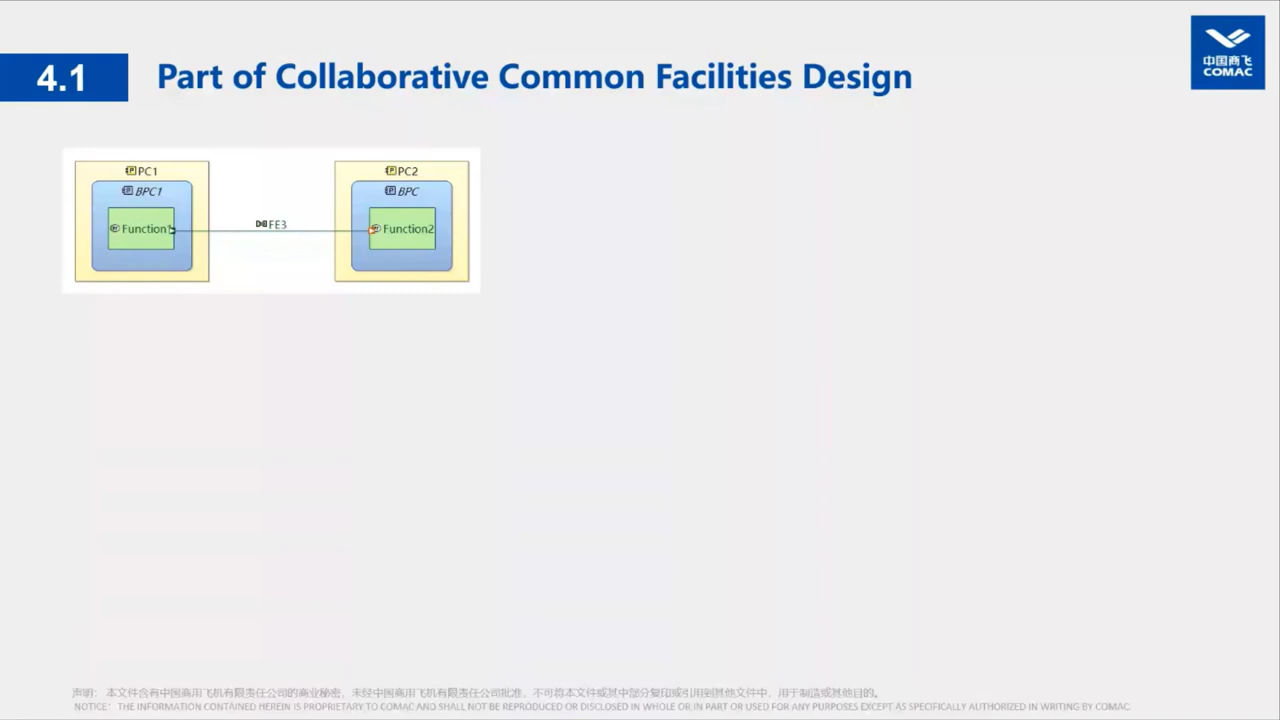 4.1
Part of Collaborative Common Facilities Design
中国商飞
COMAC
PC1
BPC1
Function1
FE3
PC2
BPC
Function2
声明：本文件含有中国商用飞机有限责任公司的商业秘密，未经中国商用飞机有限责任公司批准，不可将本文件或其中部分复印或引用到其他文件中，用于制造或其他目的。
NOTICE：THE INFORMATION CONTAINED HEREIN IS PROPRIETARY TO COMAC AND SHALL NOT BE REPRODUCED OR DISCLOSED IN WHOLE OR IN PART OR USED FOR ANY PURPOSES EXCEPT AS SPECIFICALLY AUTHORIZED IN WRITING BY COMAC.